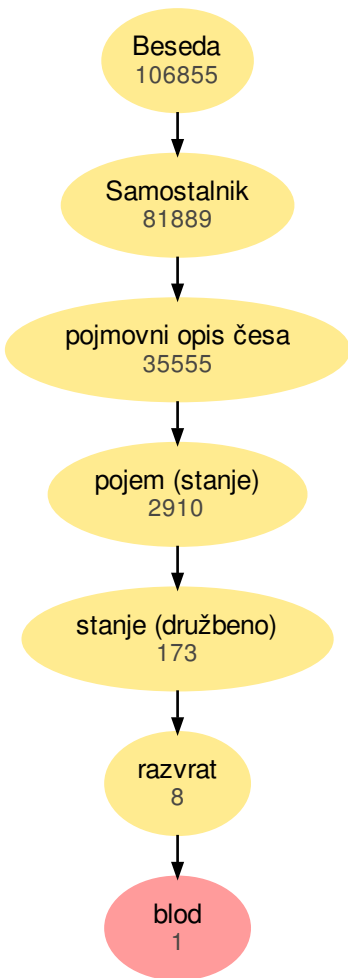 Beseda
106855
Samostalnik
81889
pojmovni opis česa
35555
pojem (stanje)
2910
stanje (družbeno)
173
razvrat
8
blod
1